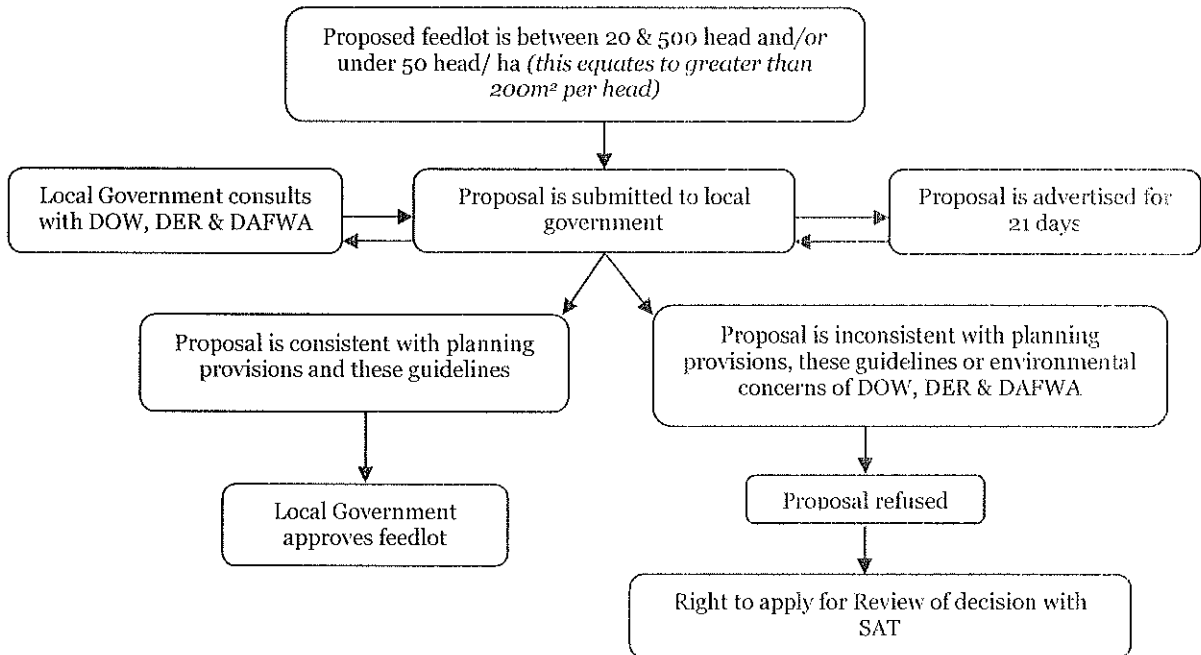 Proposed feedlot is between 20 & 500 head and/or
under 50 head/ ha (this equates to greater than
200m² per head)
Local Government consults
with DOW, DER & DAFWA
Proposal is submitted to local
government
Proposal is advertised for
21 days
Proposal is consistent with planning
provisions and these guidelines
Proposal is inconsistent with planning
provisions, these guidelines or environmental
concerns of DOW, DER & DAFWA
Local Government
approves feedlot
Proposal refused
Right to apply for Review of decision with
SAT